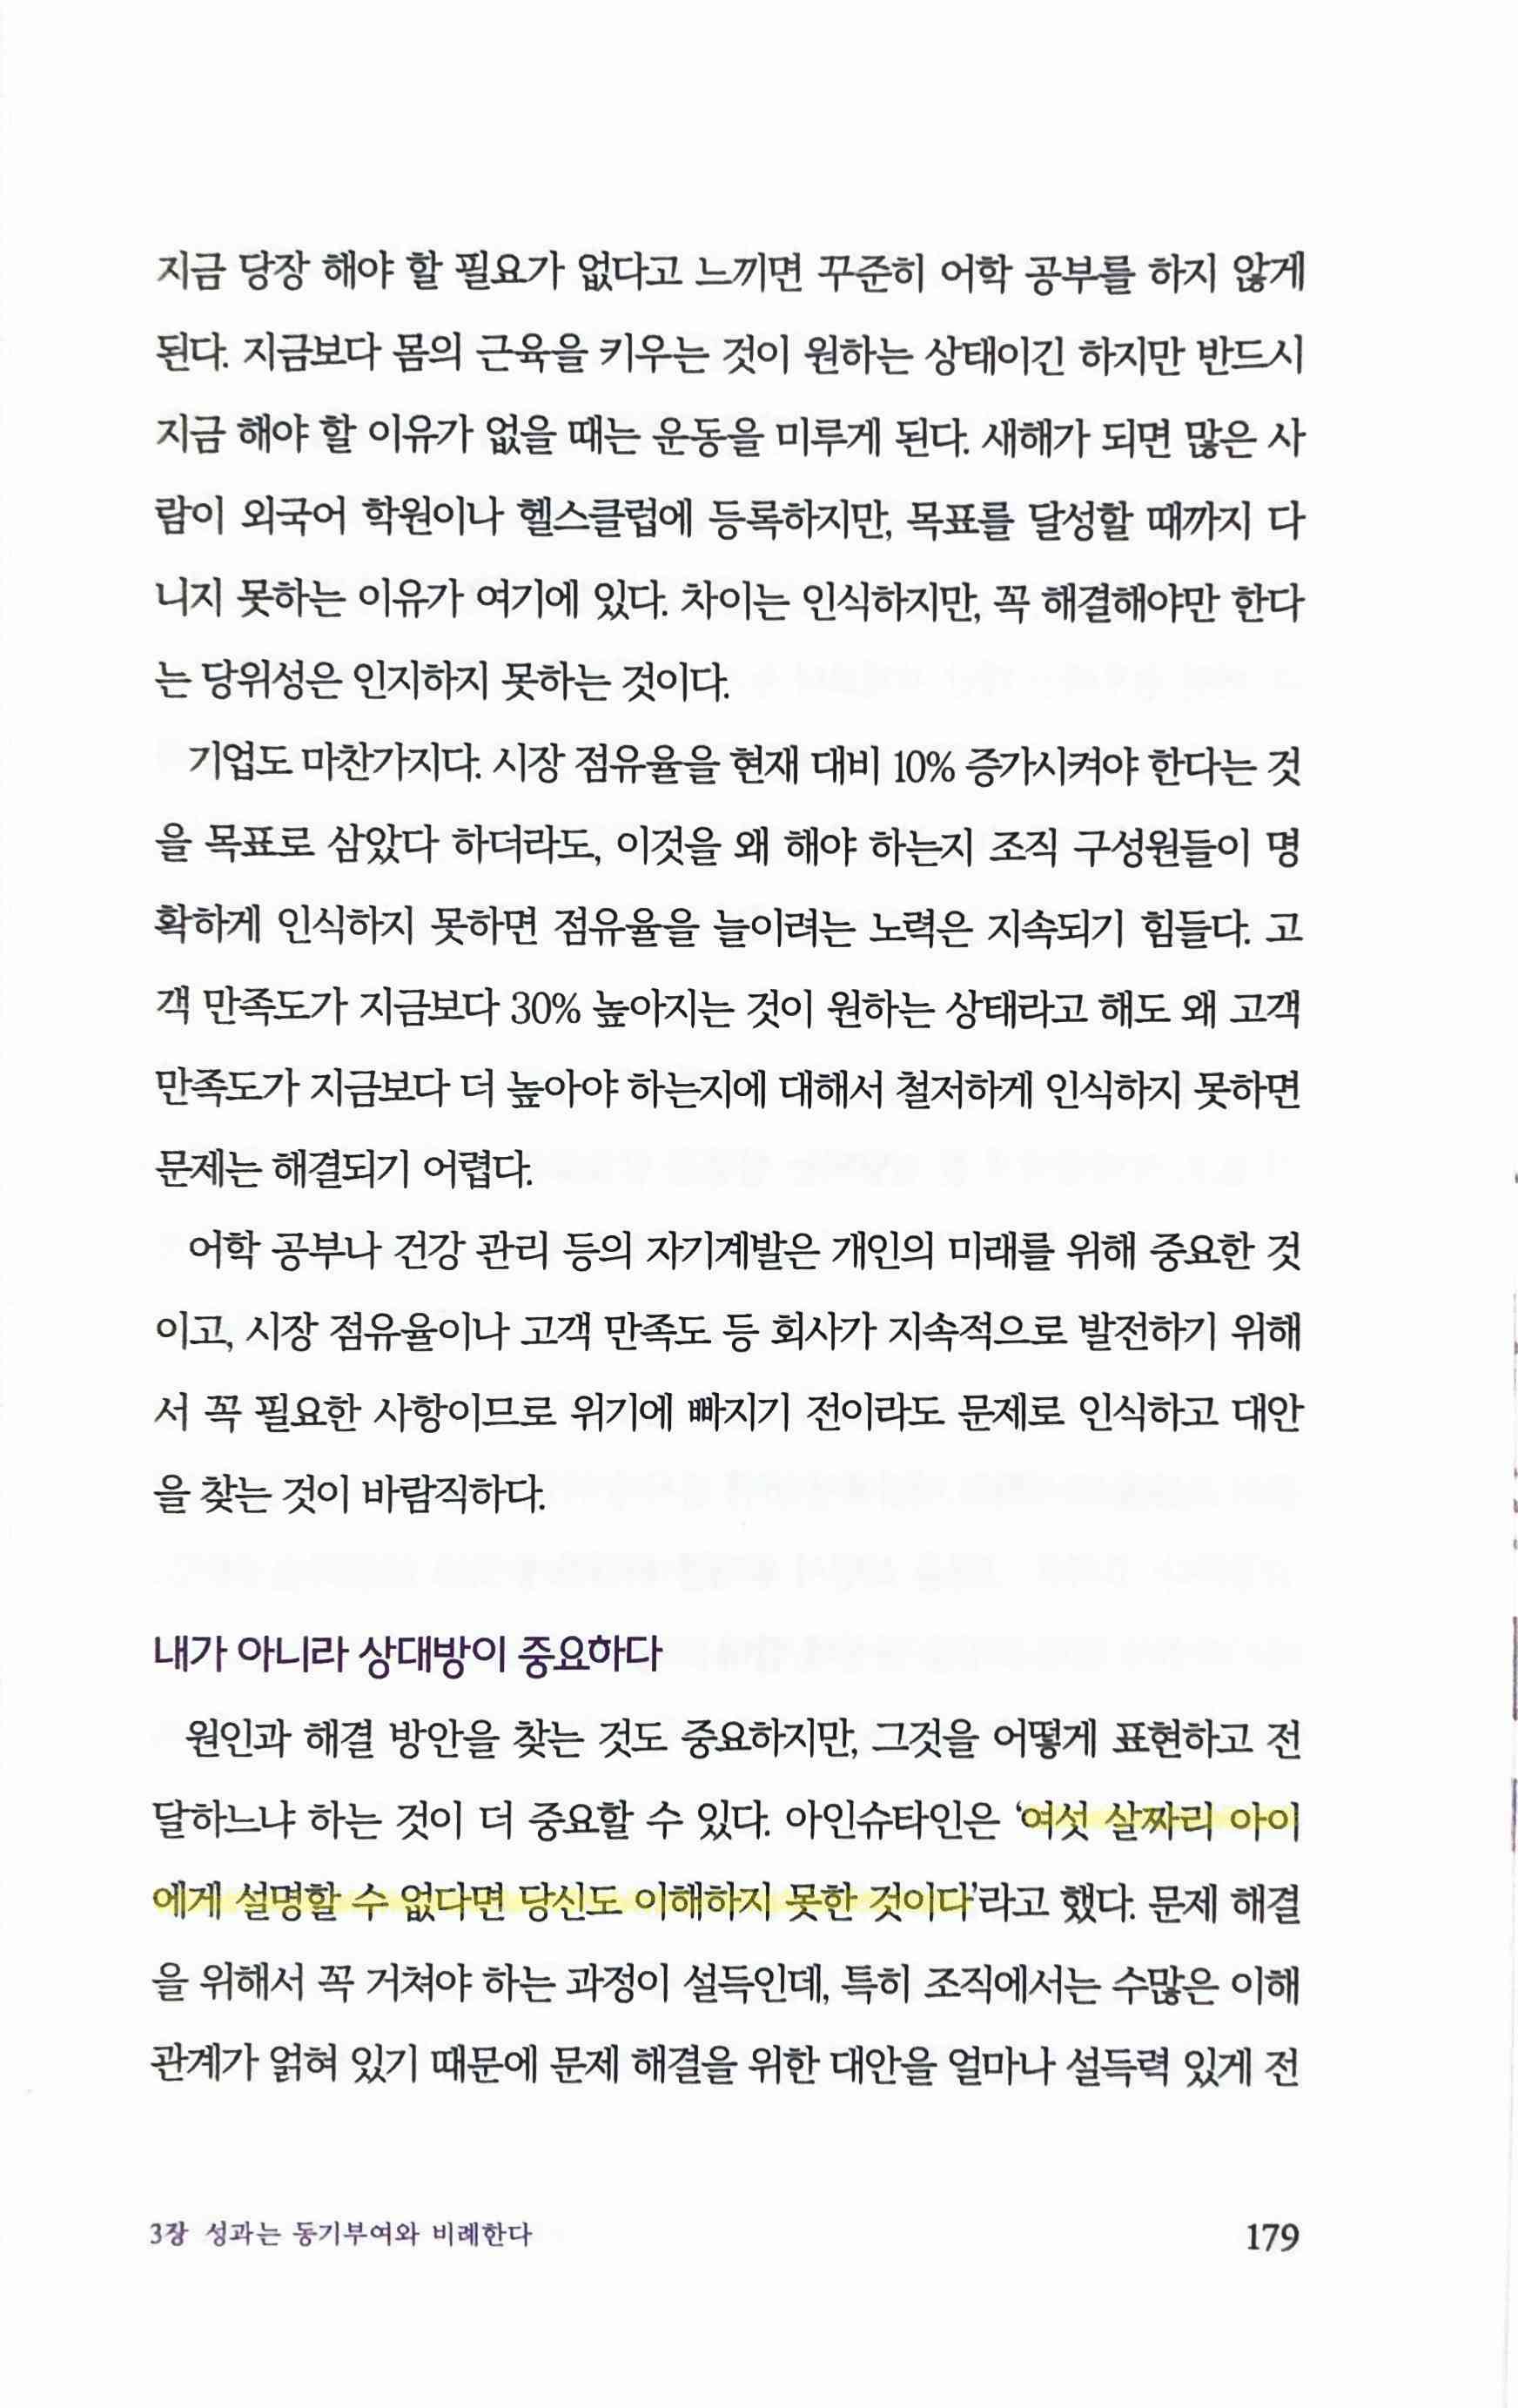 지금 당장 해야 할 필요가 없다고 느끼면 꾸준히 어학 공부를 하지 않게
된다. 지금보다 몸의 근육을 키우는 것이 원하는 상태이긴 하지만 반드시
지금 해야 할 이유가 없을 때는 운동을 미루게 된다. 새해가 되면 많은 사
람이 외국어 학원이나 헬스클럽에 등록하지만, 목표를 달성할 때까지 다
니지 못하는 이유가 여기에 있다. 차이는 인식하지만, 꼭 해결해야만 한다
는 당위성은 인지하지 못하는 것이다.
기업도 마찬가지다. 시장 점유율을 현재 대비 10% 증가시켜야 한다는 것
을 목표로 삼았다 하더라도, 이것을 왜 해야 하는지 조직 구성원들이 명
확하게 인식하지 못하면 점유율을 늘이려는 노력은 지속되기 힘들다. 고
객 만족도가 지금보다 30% 높아지는 것이 원하는 상태라고 해도 왜 고객
만족도가 지금보다 더 높아야 하는지에 대해서 철저하게 인식하지 못하면
문제는 해결되기 어렵다.
어학 공부나 건강 관리 등의 자기계발은 개인의 미래를 위해 중요한 것
이고, 시장 점유율이나 고객 만족도 등 회사가 지속적으로 발전하기 위해
서 꼭 필요한 사항이므로 위기에 빠지기 전이라도 문제로 인식하고 대안
을 찾는 것이 바람직하다.
내가 아니라 상대방이 중요하다
원인과 해결 방안을 찾는 것도 중요하지만, 그것을 어떻게 표현하고 전
달하느냐 하는 것이 더 중요할 수 있다. 아인슈타인은 ‘여섯 살짜리 아이
에게 설명할 수 없다면 당신도 이해하지 못한 것이다’라고 했다. 문제 해결
을 위해서 꼭 거쳐야 하는 과정이 설득인데, 특히 조직에서는 수많은 이해
관계가 얽혀 있기 때문에 문제 해결을 위한 대안을 얼마나 설득력 있게 전
3장 성과는 동기부여와 비례한다
179